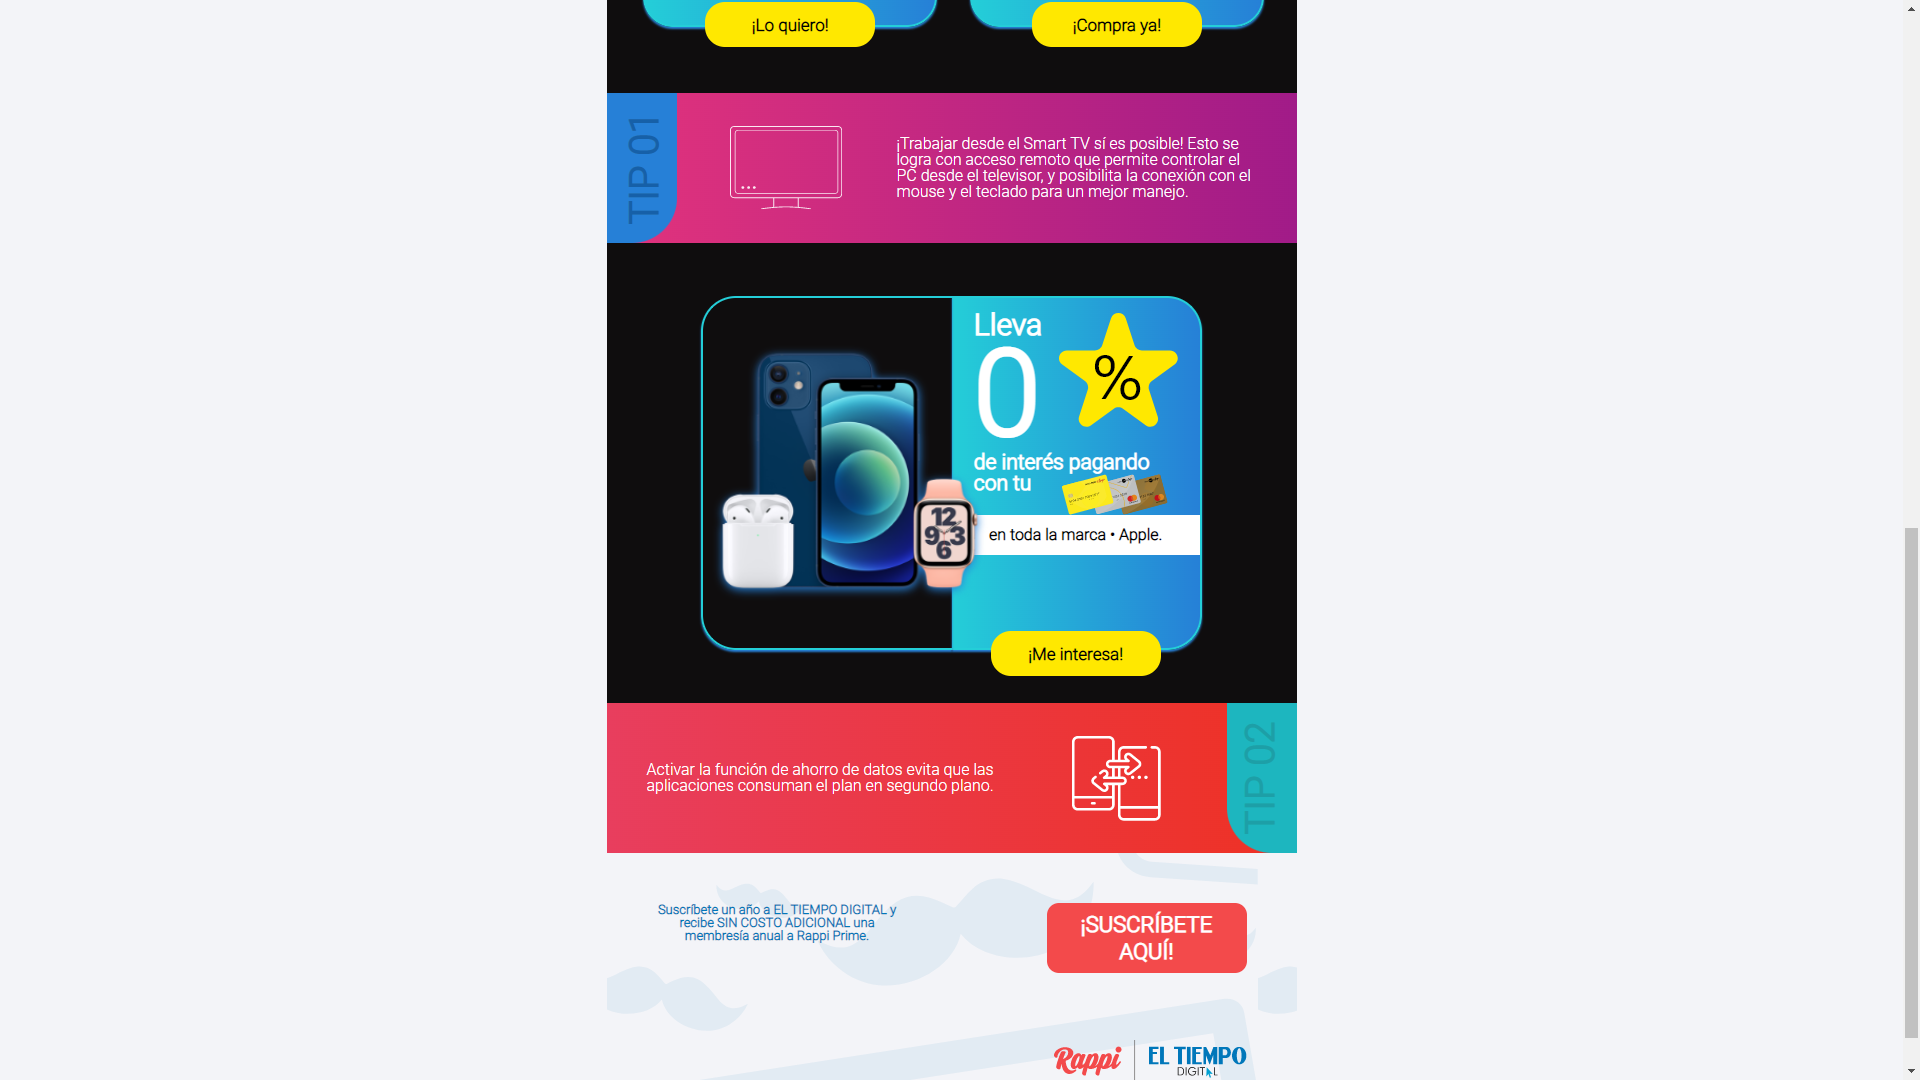 ¡Lo quiero!
¡Compra ya!
TIP 01
¡Trabajar desde el Smart TV sí es posible! Esto se
logra con acceso remoto que permite controlar el
PC desde el televisor, y posibilita la conexión con el
mouse y el teclado para un mejor manejo.
Lleva
0
%
de interés pagando
con tu
en toda la marca • Apple.
12
9 3
6
¡Me interesa!
Activar la función de ahorro de datos evita que las
aplicaciones consuman el plan en segundo plano.
TIP 02
Suscríbete un año a EL TIEMPO DIGITAL y
recibe SIN COSTO ADICIONAL una
membresía anual a Rappi Prime.
¡SUSCRÍBETE
AQUÍ!
Rappi
EL TIEMPO
DIGITAL